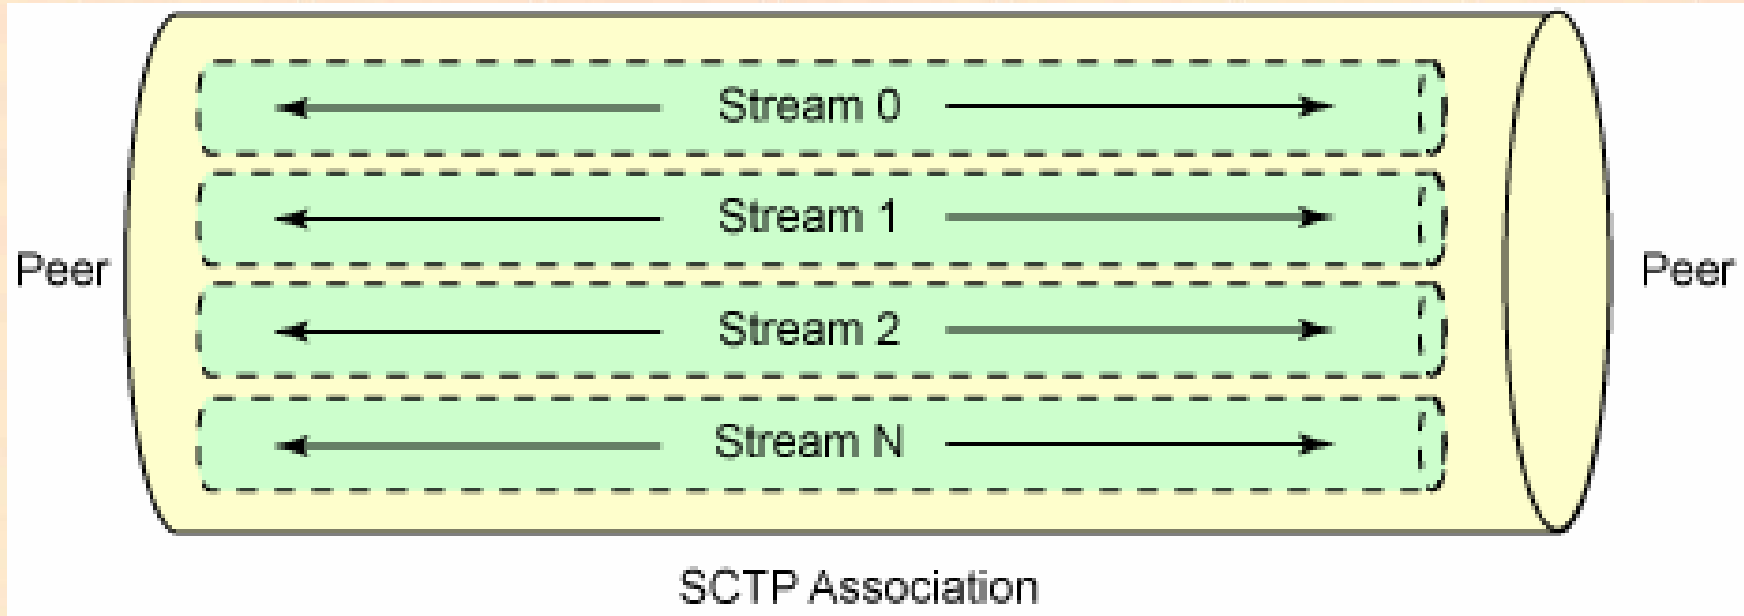 Stream 0
Stream 1
Peer
Peer
Stream 2
Stream N
SCTP Association